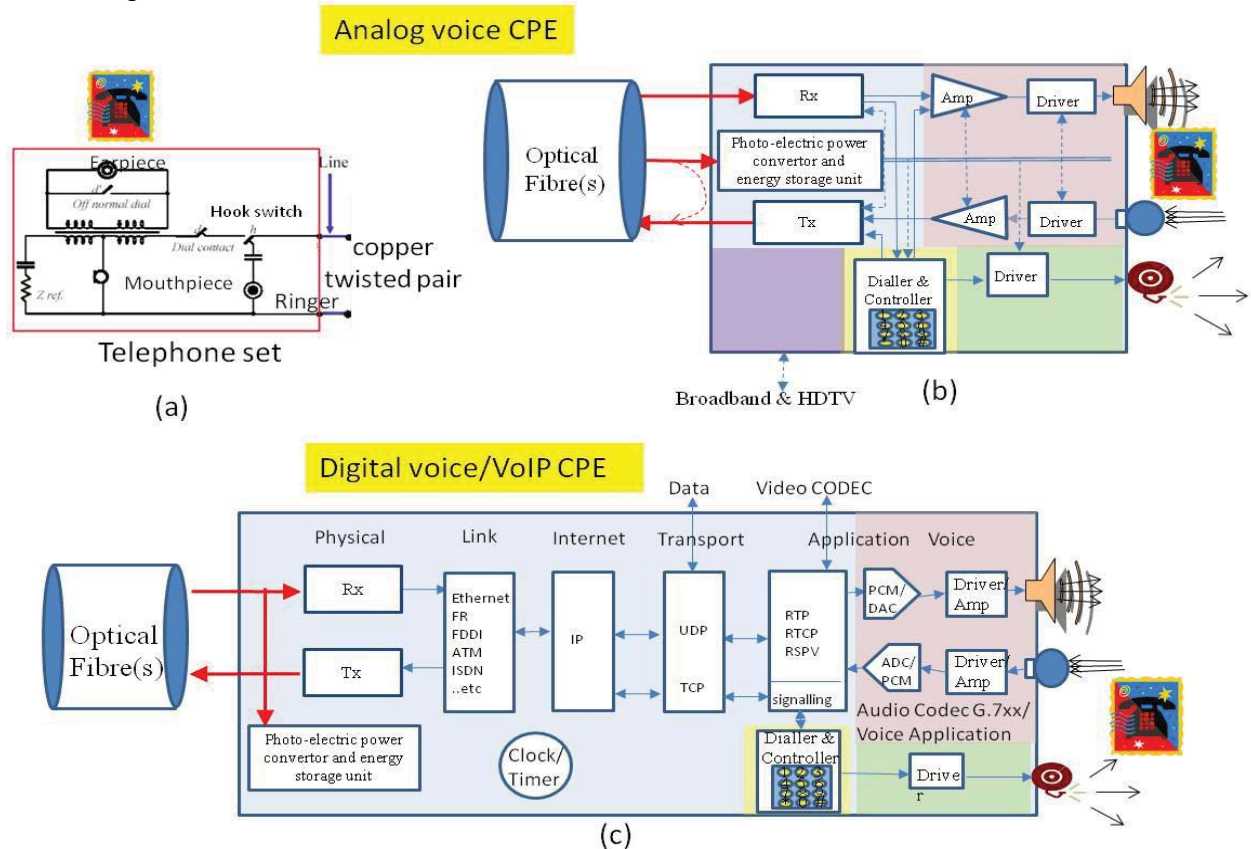 Analog voice CPE
Earpiece
d'
Off normal dial
Line
Hook switch
d
h
Dial contact
copper
twisted pair
Z ref.
Mouthpiece
Ringer
Telephone set
(a)
Optical
Fibre(s)
Rx
Amp
Driver
Photo-electric power
convertor and
energy storage unit
Tx
Amp
Driver
Dialler &
Controller
Driver
Broadband & HDTV
(b)
Digital voice/VoIP CPE
Data
Video CODEC
Physical
Link
Internet
Transport
Application
Voice
Optical
Fibre(s)
Rx
Tx
Ethernet
FR
FDDI
ATM
ISDN
..etc
IP
UDP
TCP
RTP
RTCP
RSPV
signalling
PCM/
DAC
Driver/
Amp
ADC/
PCM
Driver/
Amp
Audio Codec G.7xx/
Voice Application
Photo-electric power
convertor and energy
storage unit
Clock/
Timer
Dialler &
Controller
Drive
r
(c)